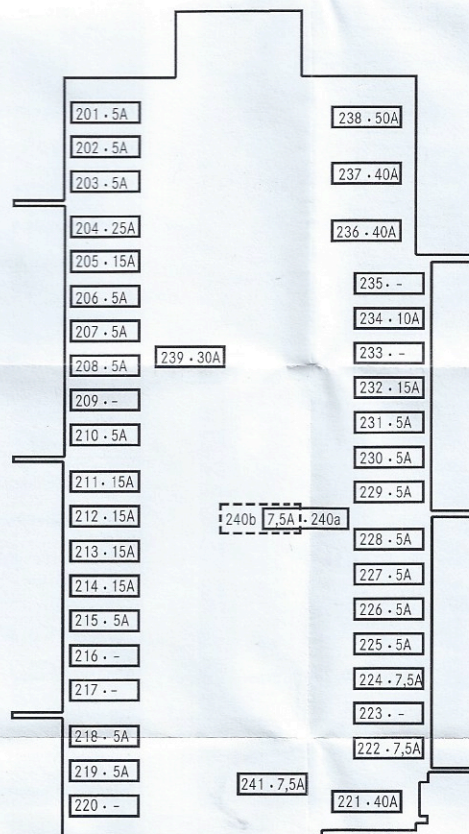 201 · 5A
202 · 5A
203 · 5A
204 · 25A
205 · 15A
206 · 5A
207 · 5A
208 · 5A
209 · -
210 · 5A
211 · 15A
212 · 15A
213 · 15A
214 · 15A
215 · 5A
216 · -
217 · -
218 · 5A
219 · 5A
220 · -
239 · 30A
240b 7,5A · 240a
241 · 7,5A
238 · 50A
237 · 40A
236 · 40A
235 · -
234 · 10A
233 · -
232 · 15A
231 · 5A
230 · 5A
229 · 5A
228 · 5A
227 · 5A
226 · 5A
225 · 5A
224 · 7,5A
223 · -
222 · 7,5A
221 · 40A